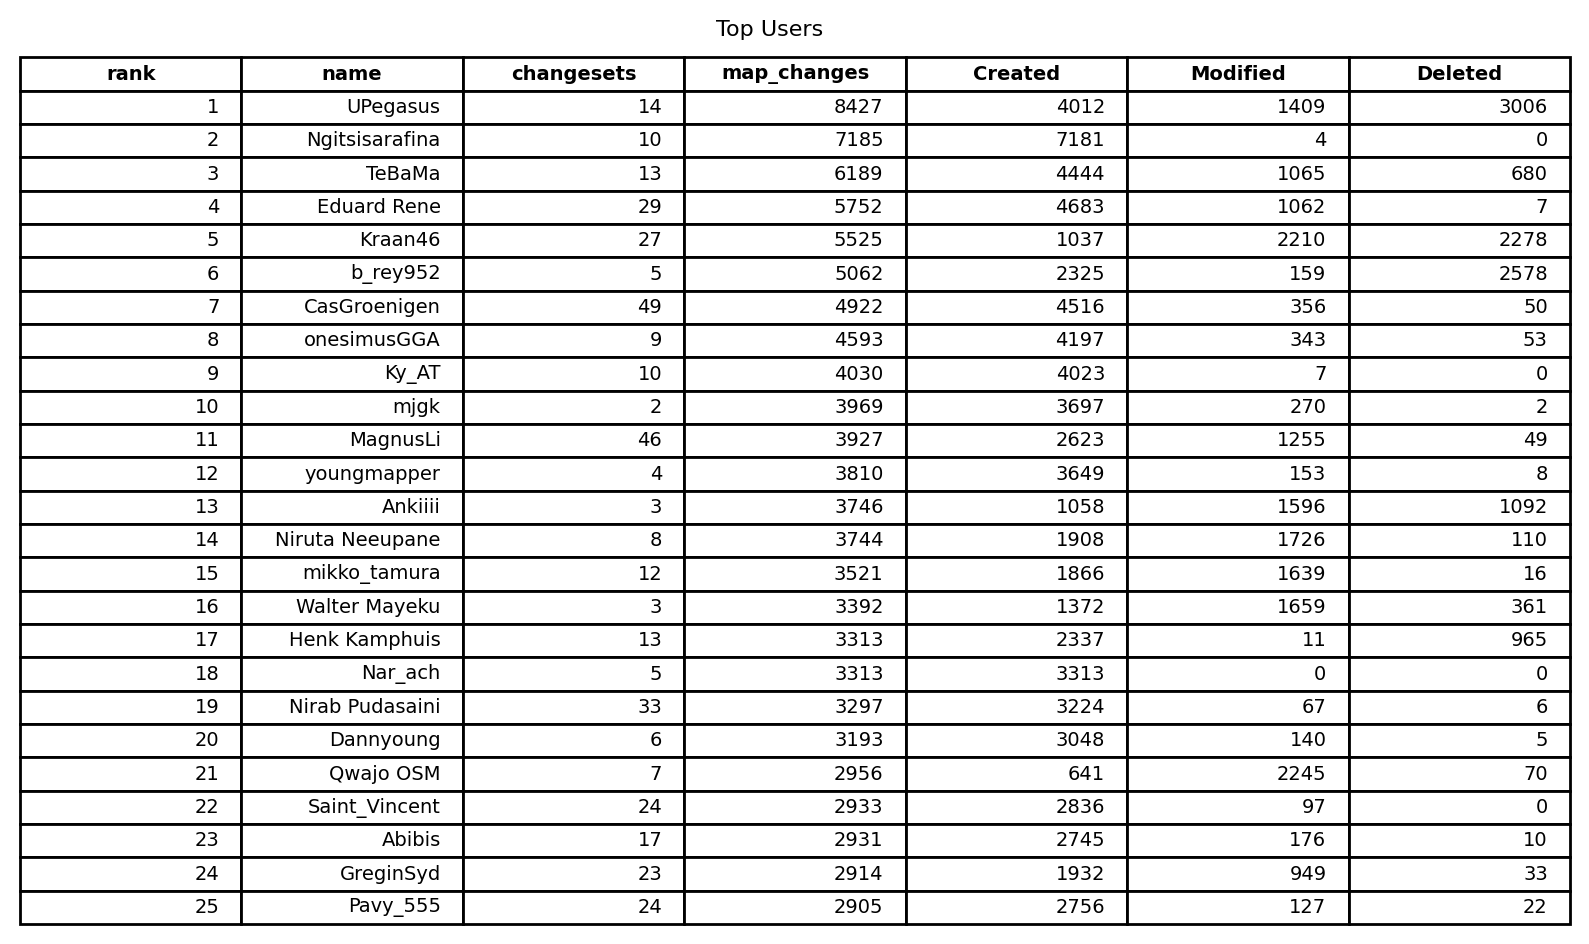 Top Users
rank name changesets map_changes Created Modified Deleted
1 UPegasus 14 8427 4012 1409 3006
2 Ngitsisarafina 10 7185 7181 4 0
3 TeBaMa 13 6189 4444 1065 680
4 Eduard Rene 29 5752 4683 1062 7
5 Kraan46 27 5525 1037 2210 2278
6 b_rey952 5 5062 2325 159 2578
7 CasGroenigen 49 4922 4516 356 50
8 onesimusGGA 9 4593 4197 343 53
9 Ky_AT 10 4030 4023 7 0
10 mjgk 2 3969 3697 270 2
11 MagnusLi 46 3927 2623 1255 49
12 youngmapper 4 3810 3649 153 8
13 Ankiiii 3 3746 1058 1596 1092
14 Niruta Neeupane 8 3744 1908 1726 110
15 mikko_tamura 12 3521 1866 1639 16
16 Walter Mayeku 3 3392 1372 1659 361
17 Henk Kamphuis 13 3313 2337 11 965
18 Nar_ach 5 3313 3313 0 0
19 Nirab Pudasaini 33 3297 3224 67 6
20 Dannyoung 6 3193 3048 140 5
21 Qwajo OSM 7 2956 641 2245 70
22 Saint_Vincent 24 2933 2836 97 0
23 Abibis 17 2931 2745 176 10
24 GreginSyd 23 2914 1932 949 33
25 Pavy_555 24 2905 2756 127 22